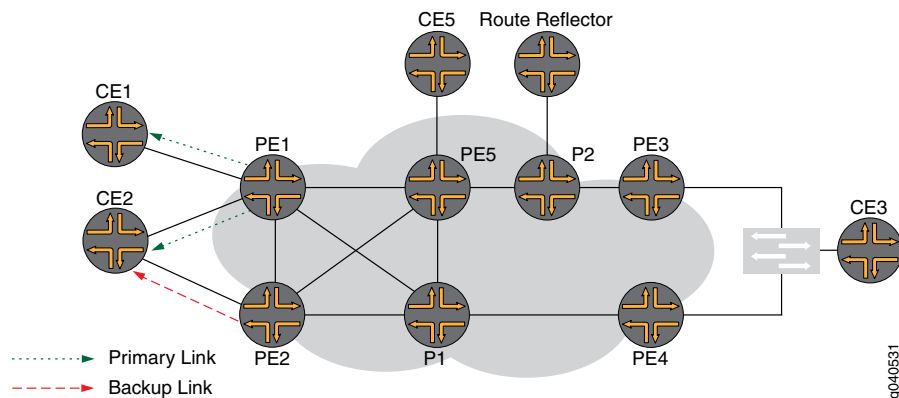 CE5
Route Reflector
CE1
PE1
PE5
P2
PE3
CE2
CE3
PE2
P1
PE4
Primary Link
Backup Link
g040531